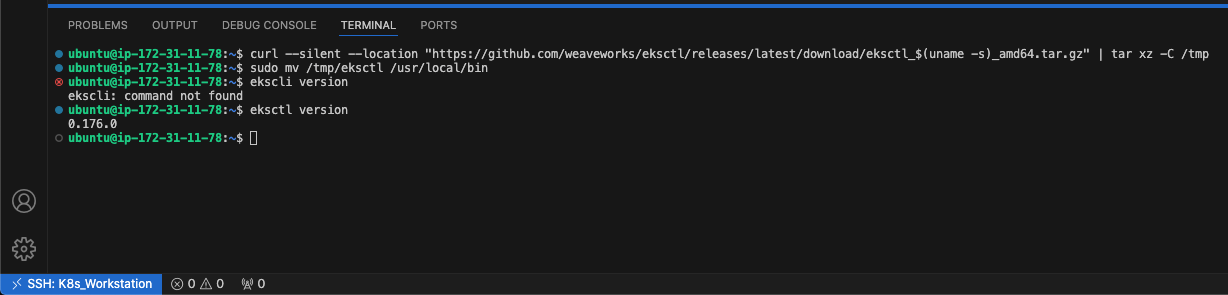 PROBLEMS OUTPUT DEBUG CONSOLE TERMINAL PORTS
ubuntu@ip-172-31-11-78:~$ curl --silent --location "https://github.com/weaveworks/eksctl/releases/latest/download/eksctl_$(uname -s)_amd64.tar.gz" | tar xz -C /tmp
ubuntu@ip-172-31-11-78:~$ sudo mv /tmp/eksctl /usr/local/bin
ubuntu@ip-172-31-11-78:~$ ekscli version
ekscli: command not found
ubuntu@ip-172-31-11-78:~$ eksctl version
0.176.0
ubuntu@ip-172-31-11-78:~$
SSH: K8s_Workstation 0 0 0